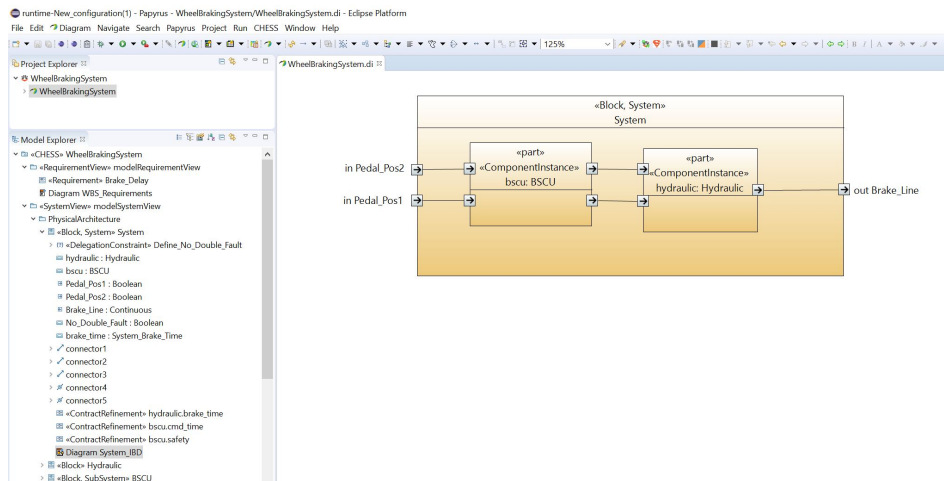 runtime-New_configuration(1) - Papyrus - WheelBrakingSystem/WheelBrakingSystem.di - Eclipse Platform
File Edit Diagram Navigate Search Papyrus Project Run CHESS Window Help
125%
Project Explorer
WheelBrakingSystem
WheelBrakingSystem
Model Explorer
«CHESS» WheelBrakingSystem
«RequirementView» modelRequirementView
«Requirement» Brake_Delay
Diagram WBS_Requirements
«SystemView» modelSystemView
PhysicalArchitecture
«Block, System» System
«DelegationConstraint» Define_No_Double_Fault
hydraulic : Hydraulic
bscu : BSCU
Pedal_Pos1 : Boolean
Pedal_Pos2 : Boolean
Brake_Line : Continuous
No_Double_Fault : Boolean
brake_time : System_Brake_Time
connector1
connector2
connector3
connector4
connector5
«ContractRefinement» hydraulic.brake_time
«ContractRefinement» bscu.cmd_time
«ContractRefinement» bscu.safety
Diagram System_IBD
«Block» Hydraulic
«Block, SubSystem» BSCU
WheelBrakingSystem.di
«Block, System»
System
in Pedal_Pos2
in Pedal_Pos1
«part»
«ComponentInstance»
bscu: BSCU
«part»
«ComponentInstance»
hydraulic: Hydraulic
out Brake_Line